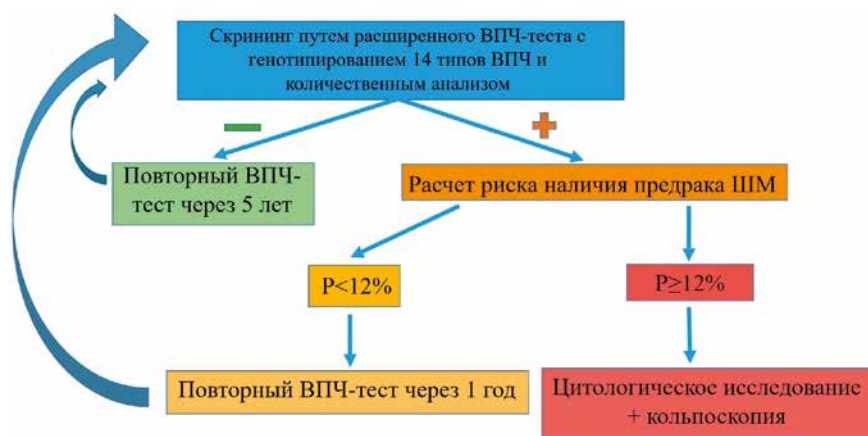 Скрининг путем расширенного ВПЧ-теста с
генотипированием 14 типов ВПЧ и
количественным анализом
Повторный ВПЧ-
тест через 5 лет
Расчет риска наличия предрака ШМ
P<12%
P≥12%
Повторный ВПЧ-тест через 1 год
Цитологическое исследование
+ кольпоскопия